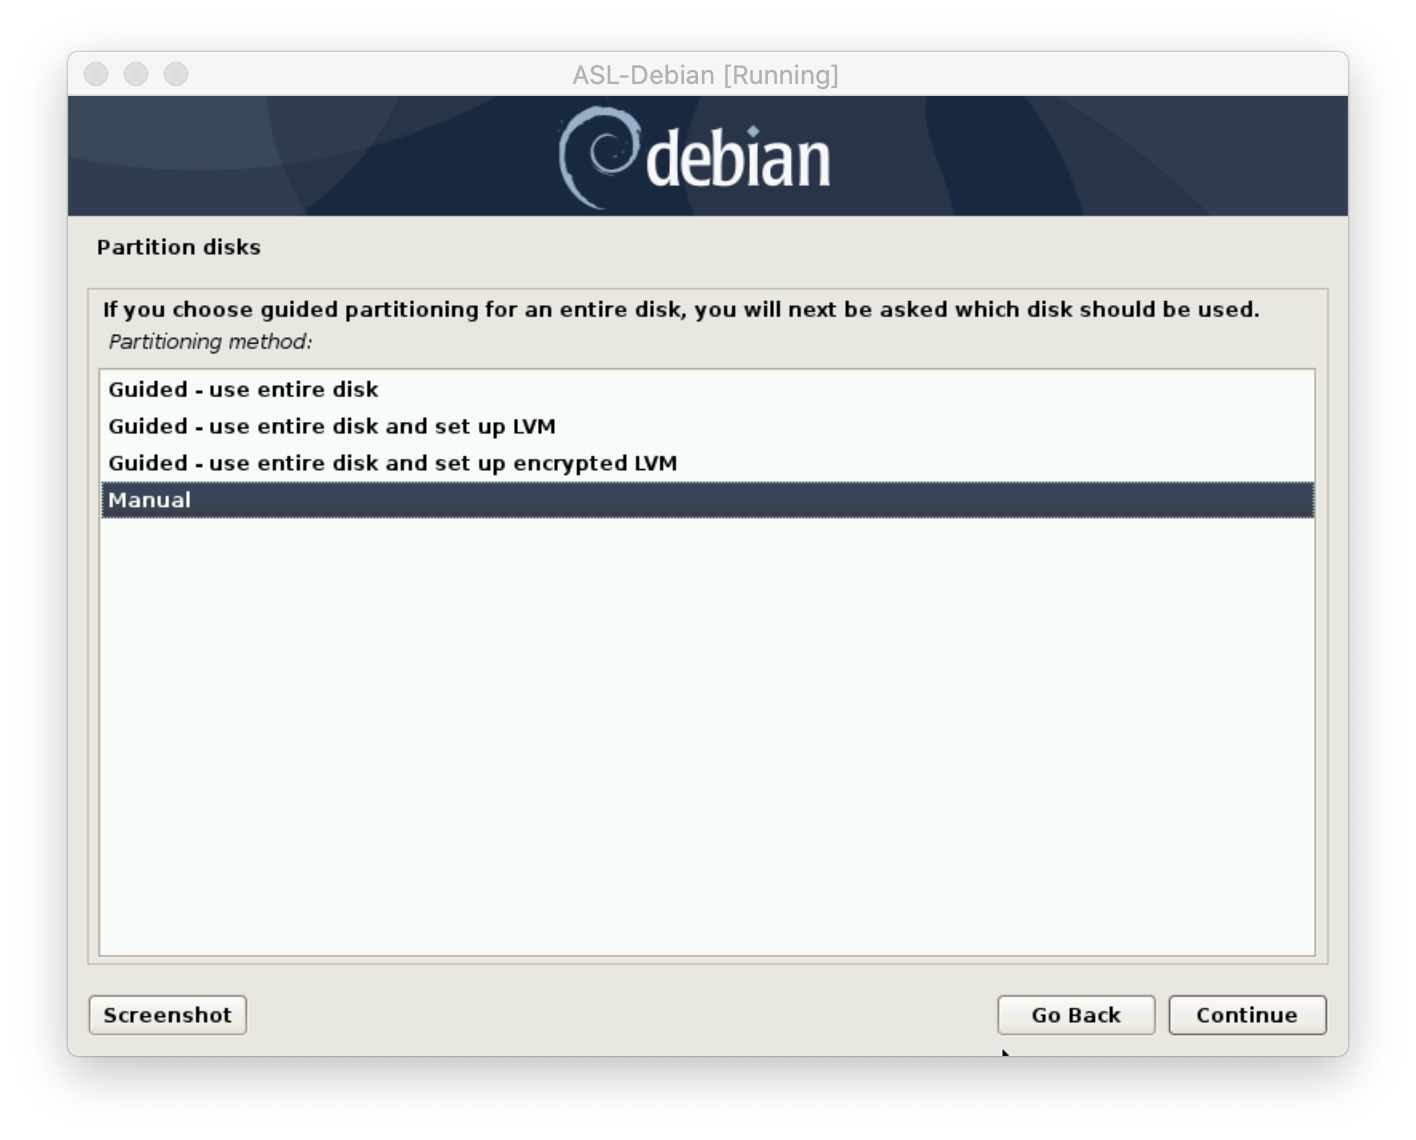 ASL-Debian [Running]
debian
Partition disks
If you choose guided partitioning for an entire disk, you will next be asked which disk should be used.
Partitioning method:
Guided - use entire disk
Guided - use entire disk and set up LVM
Guided - use entire disk and set up encrypted LVM
Manual
Screenshot
Go Back
Continue